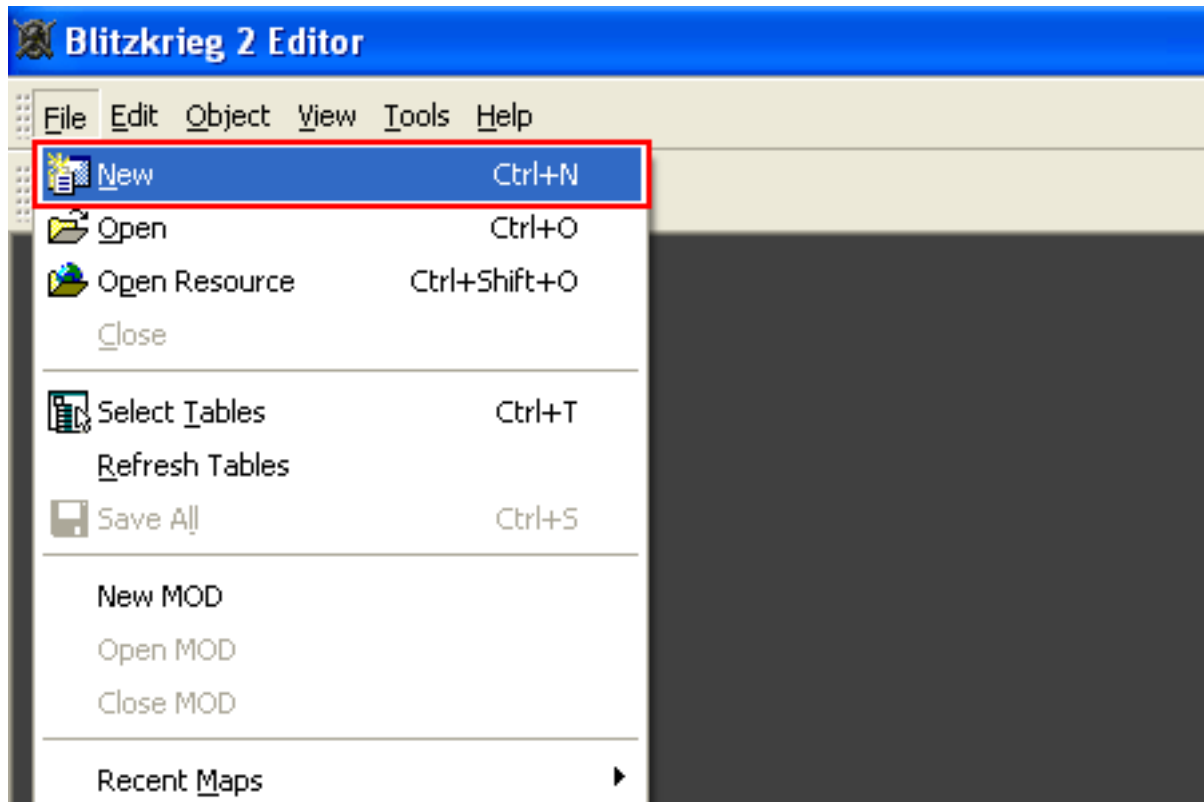 Blitzkrieg 2 Editor
File Edit Object View Tools Help
New Ctrl+N
Open Ctrl+O
Open Resource Ctrl+Shift+O
Close
Select Tables Ctrl+T
Refresh Tables
Save All Ctrl+S
New MOD
Open MOD
Close MOD
Recent Maps